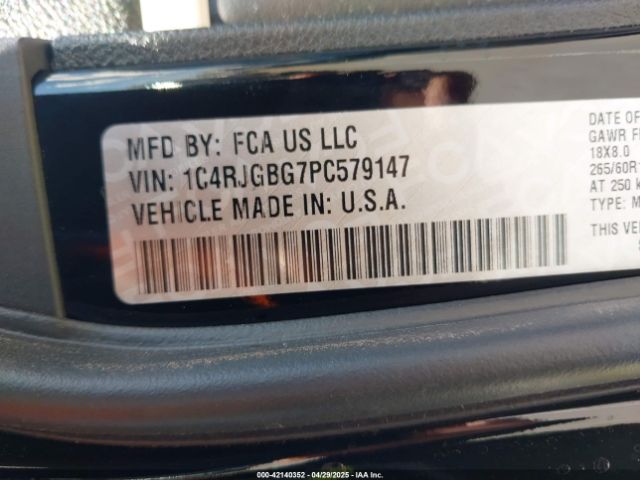 MFD BY: FCA US LLC
VIN: 1C4RJGBG7PC579147
VEHICLE MADE IN: U.S.A.
DATE OF
GAWR
18X8.0
265/60R
AT 250
TYPE:
THIS
000-42140352 04/29/2025 - IAA Inc.